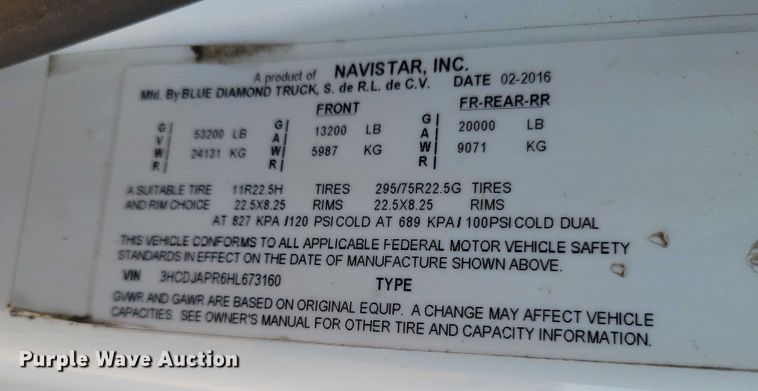 A product of NAVISTAR, INC.
Mfd. By BLUE DIAMOND TRUCK, S. de R.L. de C.V. DATE 02-2016
FRONT FR-REAR-RR
GVWR 53200 LB GAWR 13200 LB GAWR 20000 LB
24131 KG 5987 KG 9071 KG
A SUITABLE TIRE 11R22.5H TIRES 295/75R22.5G TIRES
AND RIM CHOICE 22.5X8.25 RIMS 22.5X8.25 RIMS
AT 827 KPA /120 PSI COLD AT 689 KPA/ 100PSI COLD DUAL
THIS VEHICLE CONFORMS TO ALL APPLICABLE FEDERAL MOTOR VEHICLE SAFETY
STANDARDS IN EFFECT ON THE DATE OF MANUFACTURE SHOWN ABOVE.
VIN 3HCDJAPR6HL673160 TYPE
GVWR AND GAWR ARE BASED ON ORIGINAL EQUIP. A CHANGE MAY AFFECT VEHICLE
CAPACITIES. SEE OWNER'S MANUAL FOR OTHER TIRE AND CAPACITY INFORMATION.
Purple Wave Auction